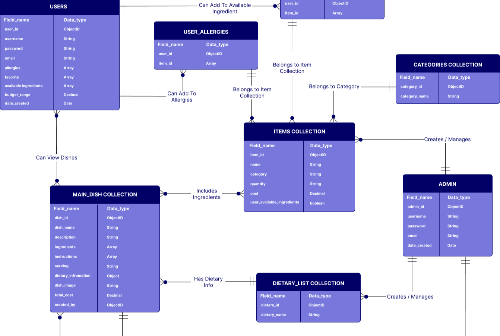 USERS
Field_name Data_type
user_id ObjectID
username String
password String
email String
allergies Array
favorite Array
availableIngredients Array
budget_range Decimal
date_created Date
Can Add To Available
Ingredient
user_id ObjectID
item_id Array
USER_ALLERGIES
Field_name Data_type
user_id ObjectID
item_id Array
Can Add To
Allergies
Belongs to Item
Collection
Belongs to Item
Collection
Belongs to Category
CATEGORIES COLLECTION
Field_name Data_type
category_id ObjectID
category_name String
ITEMS COLLECTION
Field_name Data_type
item_id ObjectID
name String
category String
quantity String
cost Decimal
user_available_ingredients boolean
Creates / Manages
Can View Dishes
ADMIN
Field_name Data_type
admin_id ObjectID
username String
password String
email String
date_created Date
MAIN_DISH COLLECTION
Field_name Data_type
dish_id ObjectID
dish_name String
description String
ingredients Array
instructions Array
serving String
dietary_infromation Object
dish_image String
total_cost Decimal
created_by ObjectID
Includes
Ingredients
Has Dietary
Info
DIETARY_LIST COLLECTION
Field_name Data_type
dietary_id ObjectID
dietary_name String
Creates / Manages